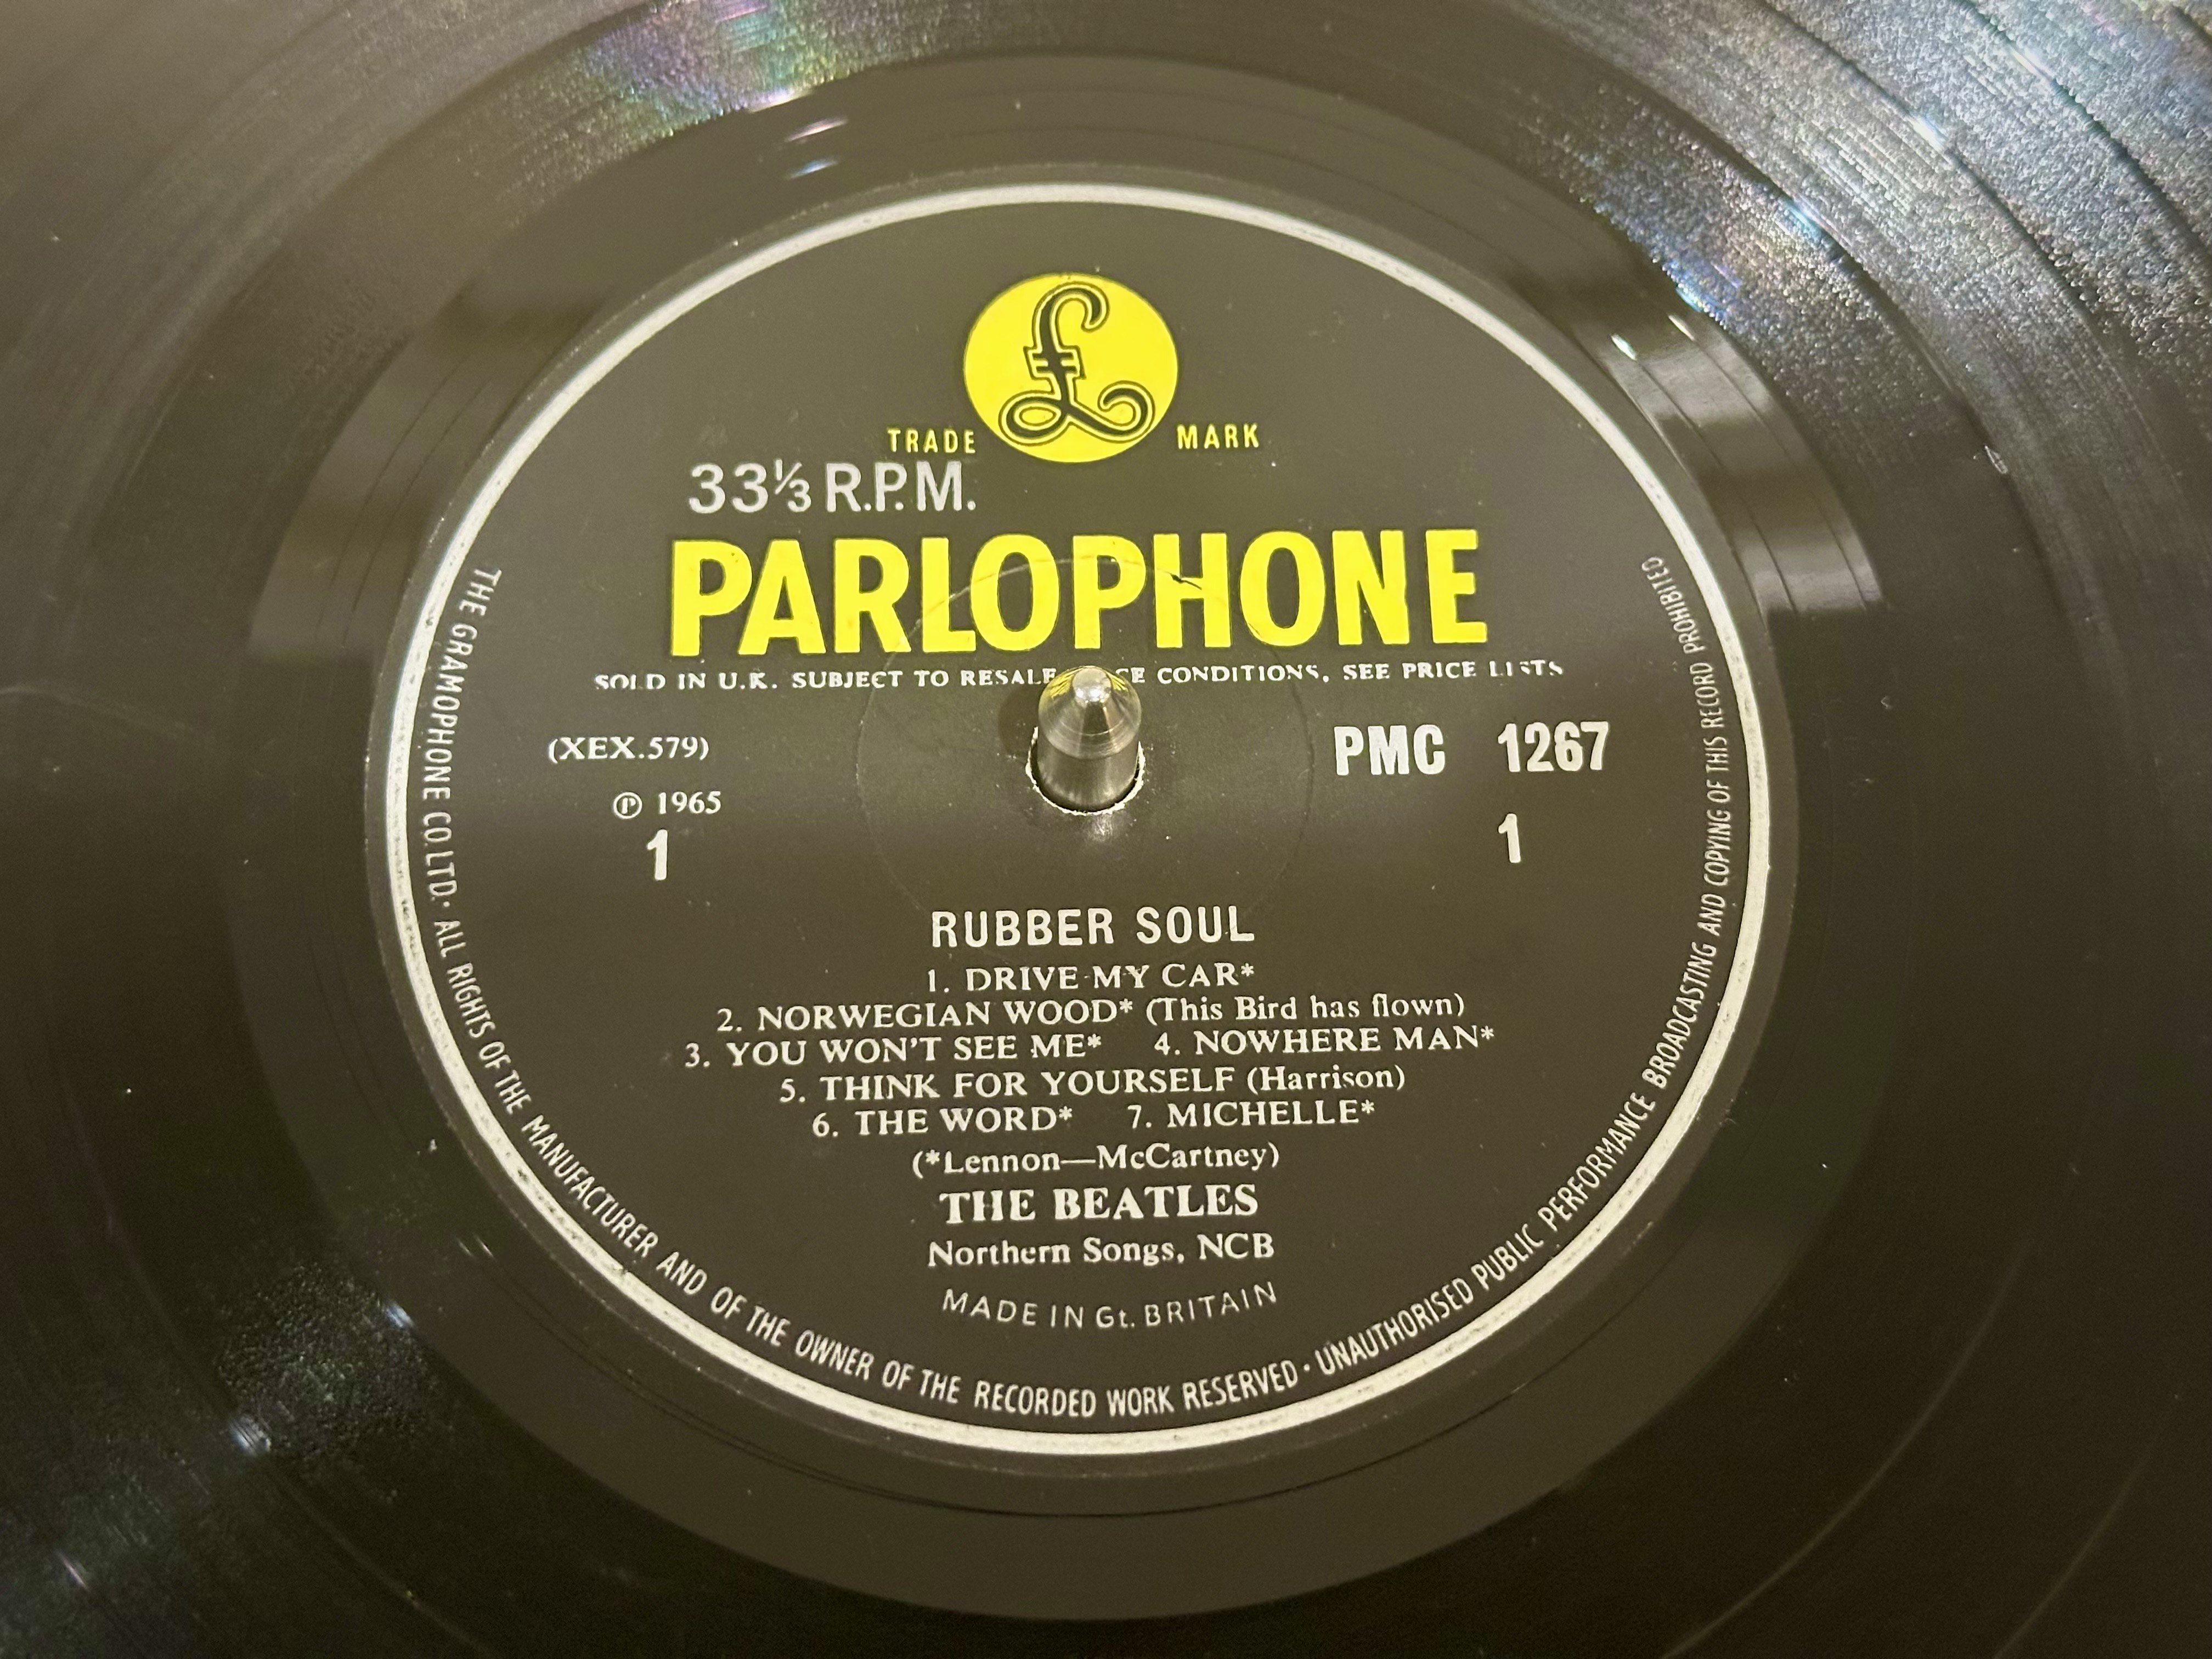 £
TRADE MARK
33⅓ R.P.M.
PARLOPHONE
SOLD IN U.K. SUBJECT TO RESALE CONDITIONS, SEE PRICE LISTS
(XEX.579) PMC 1267
℗ 1965
1 1
RUBBER SOUL
1. DRIVE MY CAR*
2. NORWEGIAN WOOD* (This Bird has flown)
3. YOU WON'T SEE ME* 4. NOWHERE MAN*
5. THINK FOR YOURSELF (Harrison)
6. THE WORD* 7. MICHELLE*
(*Lennon—McCartney)
THE BEATLES
Northern Songs, NCB
MADE IN Gt. BRITAIN
THE GRAMOPHONE CO. LTD. · ALL RIGHTS OF THE MANUFACTURER AND OF THE OWNER OF THE RECORDED WORK RESERVED · UNAUTHORISED PUBLIC PERFORMANCE BROADCASTING AND COPYING OF THIS RECORD PROHIBITED